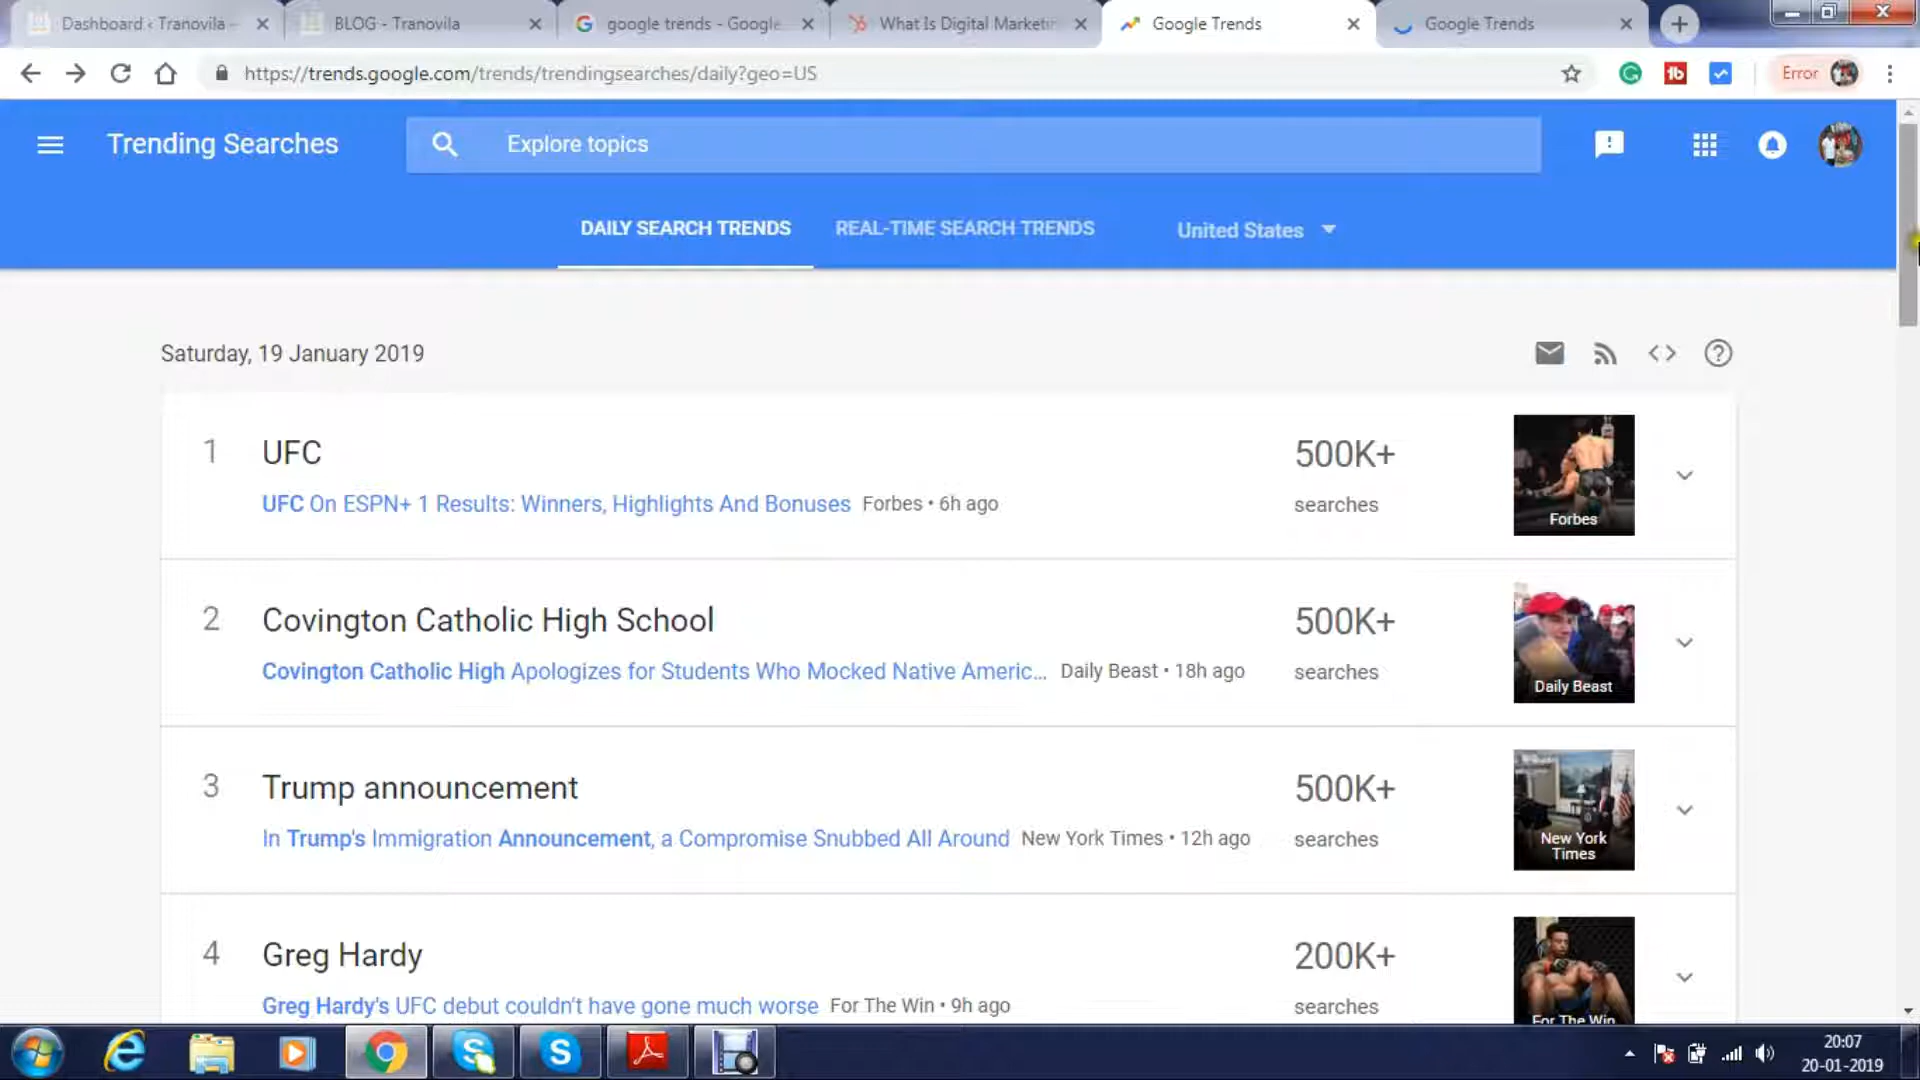 Dashboard ‹ Tranovila –
BLOG - Tranovila
google trends - Google
What Is Digital Marketin
Google Trends
Google Trends
https://trends.google.com/trends/trendingsearches/daily?geo=US
Error
Trending Searches
Explore topics
DAILY SEARCH TRENDS
REAL-TIME SEARCH TRENDS
United States
Saturday, 19 January 2019
1
UFC
500K+
UFC On ESPN+ 1 Results: Winners, Highlights And Bonuses Forbes • 6h ago
searches
Forbes
2
Covington Catholic High School
500K+
Covington Catholic High Apologizes for Students Who Mocked Native Americ... Daily Beast • 18h ago
searches
Daily Beast
3
Trump announcement
500K+
In Trump's Immigration Announcement, a Compromise Snubbed All Around New York Times • 12h ago
searches
New York
Times
4
Greg Hardy
200K+
Greg Hardy's UFC debut couldn't have gone much worse For The Win • 9h ago
searches
For The Win
20:07
20-01-2019